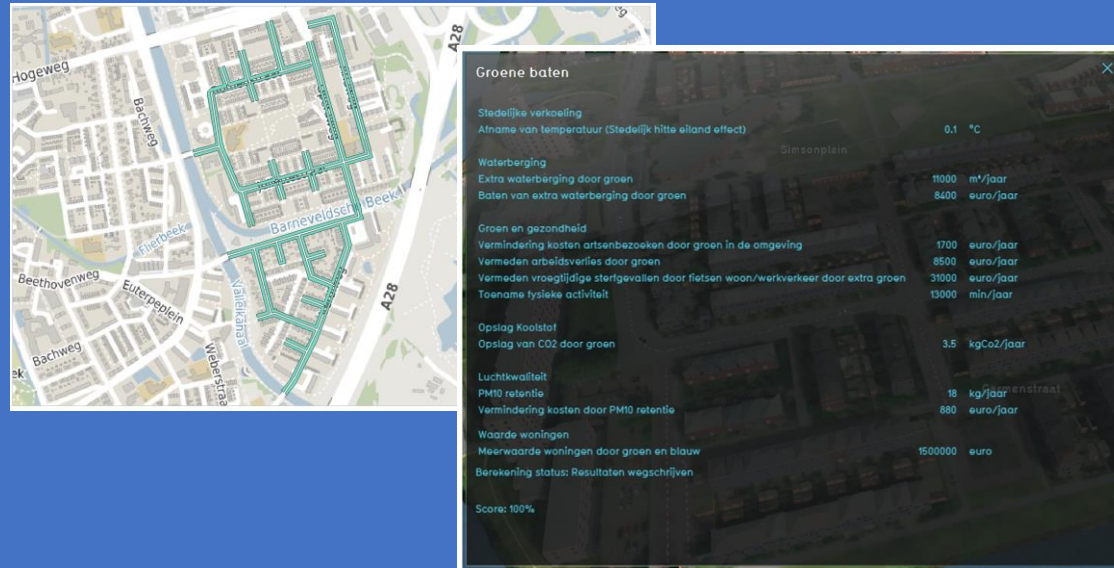 A28
Hogeweg
Bachweg
Barneveldsche Beek
Flierbeek
Beethovenweg
Euterpeplein
Valleikanaal
A28
Bachweg
Weberstraa
ek
Groene baten
Stedelijke verkoeling
Afname van temperatuur (Stedelijk hitte eiland effect) 0.1 °C
Simsonplein
Waterberging
Extra waterberging door groen 11000 m³/jaar
Baten van extra waterberging door groen 8400 euro/jaar
Groen en gezondheid
Vermindering kosten artsenbezoeken door groen in de omgeving 1700 euro/jaar
Vermeden arbeidsverlies door groen 8500 euro/jaar
Vermeden vroegtijdige sterfgevallen door fietsen woon/werkverkeer door extra groen 31000 euro/jaar
Toename fysieke activiteit 13000 min/jaar
Opslag Koolstof
Opslag van CO2 door groen 3.5 kgCo2/jaar
Luchtkwaliteit
Carmenstraat
PM10 retentie 18 kg/jaar
Vermindering kosten door PM10 retentie 880 euro/jaar
Waarde woningen
Meerwaarde woningen door groen en blauw 1500000 euro
Berekening status: Resultaten wegschrijven
Score: 100%